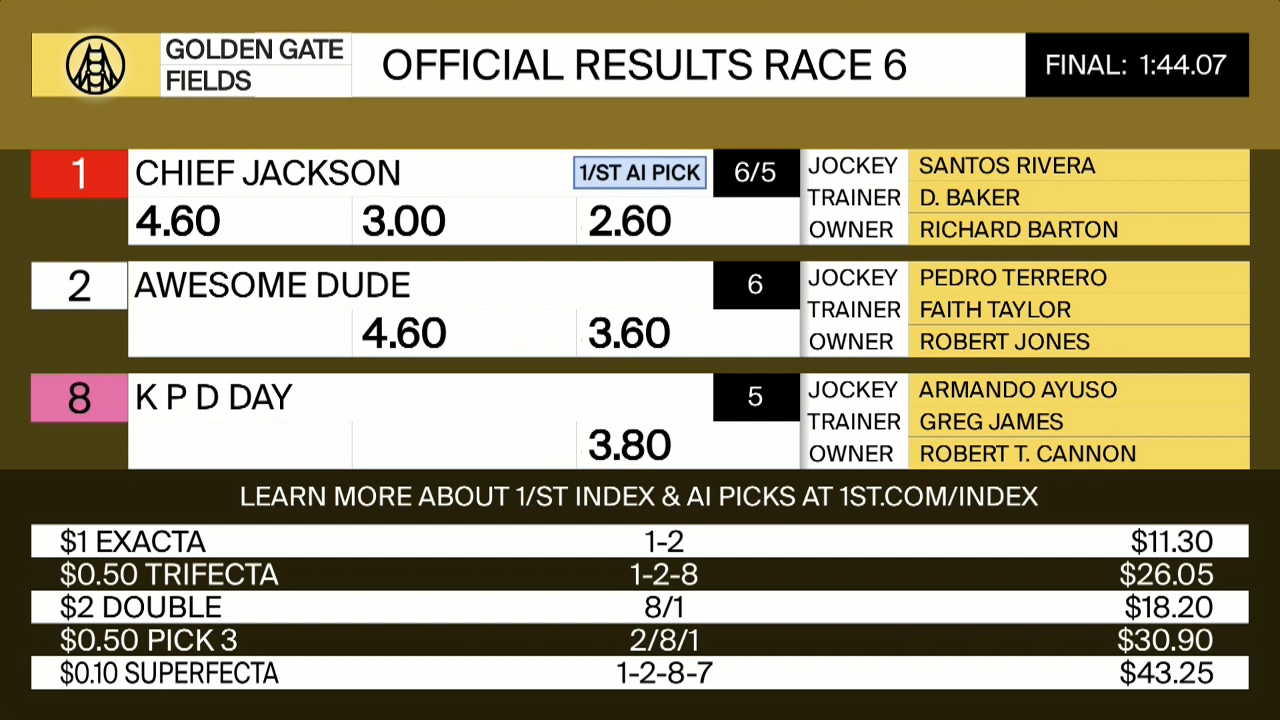 GOLDEN GATE
FIELDS
OFFICIAL RESULTS RACE 6
FINAL: 1:44.07
1 CHIEF JACKSON 1/ST AI PICK 6/5
4.60 3.00 2.60
JOCKEY SANTOS RIVERA
TRAINER D. BAKER
OWNER RICHARD BARTON
2 AWESOME DUDE 6
4.60 3.60
JOCKEY PEDRO TERRERO
TRAINER FAITH TAYLOR
OWNER ROBERT JONES
8 K P D DAY 5
3.80
JOCKEY ARMANDO AYUSO
TRAINER GREG JAMES
OWNER ROBERT T. CANNON
LEARN MORE ABOUT 1/ST INDEX & AI PICKS AT 1ST.COM/INDEX
$1 EXACTA 1-2 $11.30
$0.50 TRIFECTA 1-2-8 $26.05
$2 DOUBLE 8/1 $18.20
$0.50 PICK 3 2/8/1 $30.90
$0.10 SUPERFECTA 1-2-8-7 $43.25